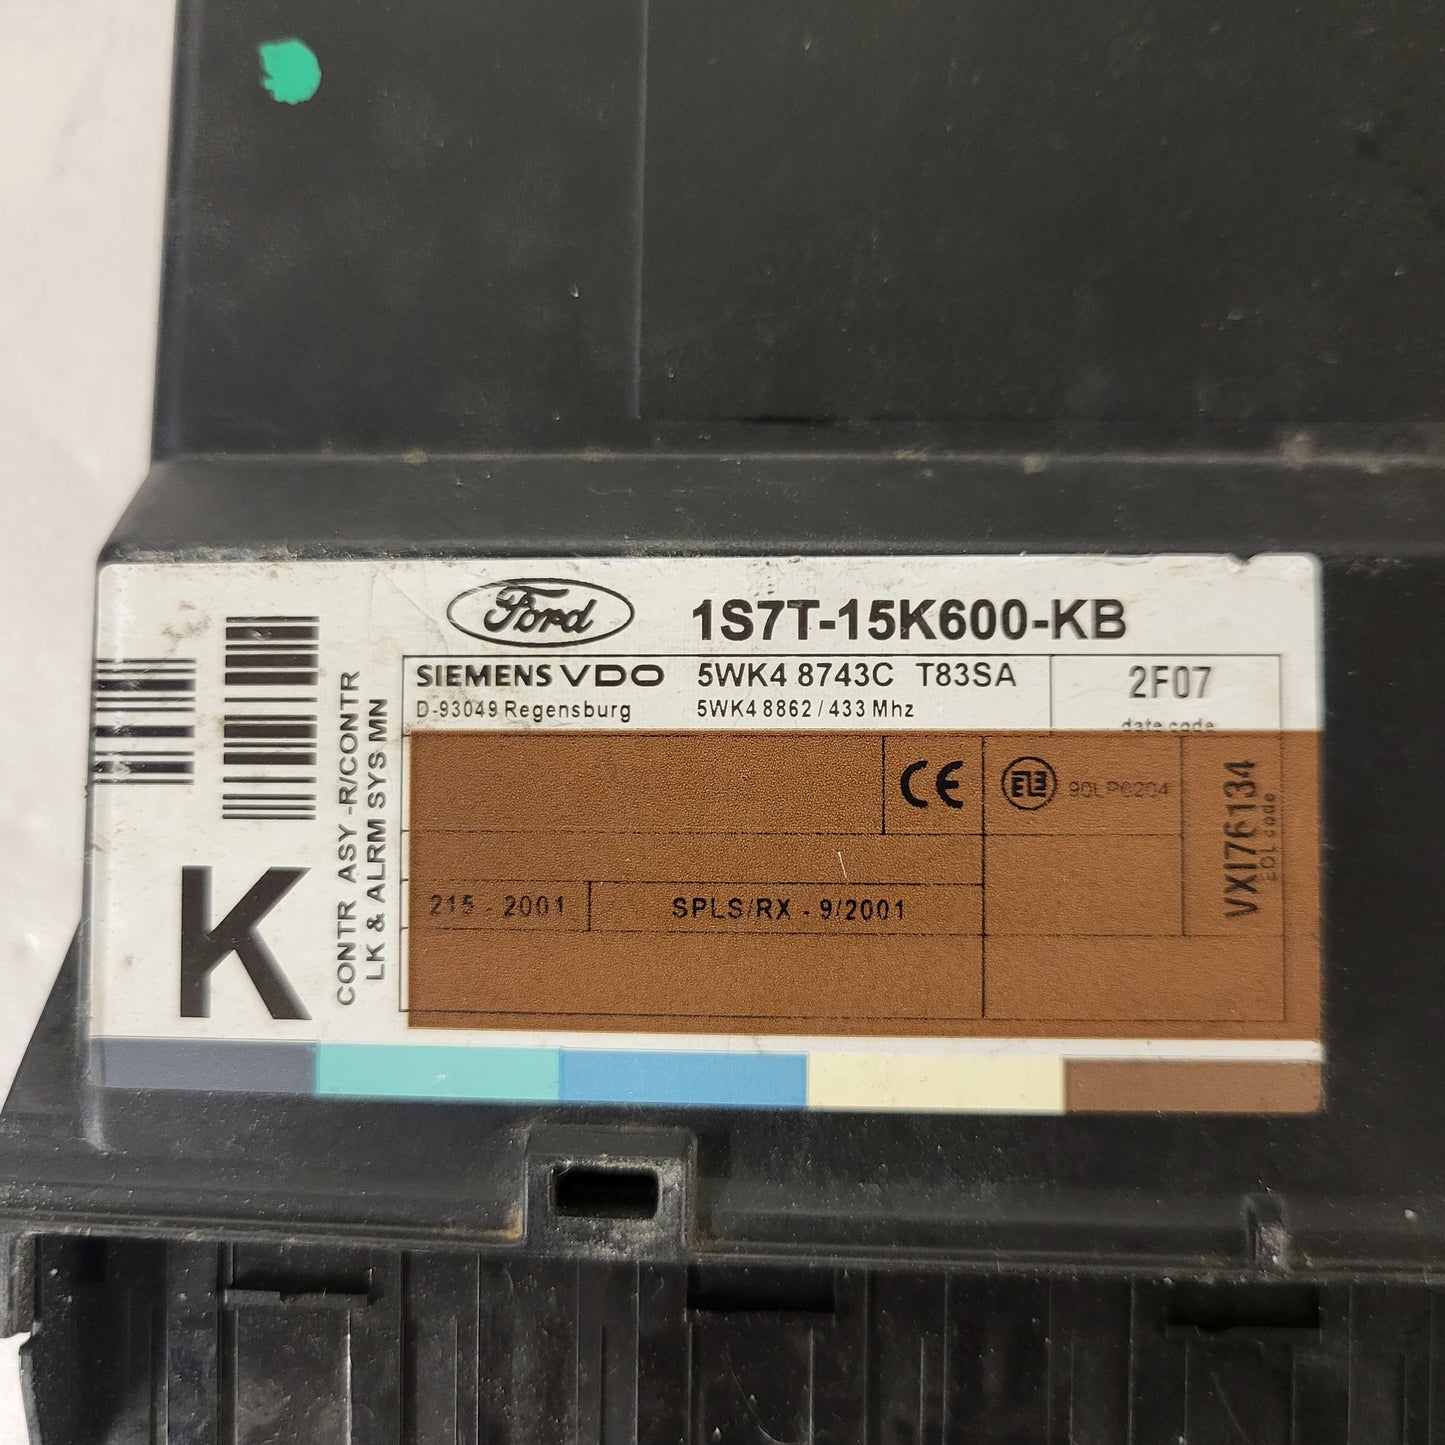 Ford 1S7T-15K600-KB
SIEMENS VDO 5WK4 8743C T83SA 2F07
D-93049 Regensburg 5WK4 8862 / 433 Mhz date code
CE 90LP6204
215 - 2001 SPLS/RX - 9/2001
VXI76134
EOL code
K
CONTR ASY -R/CONTR
LK & ALRM SYS MN